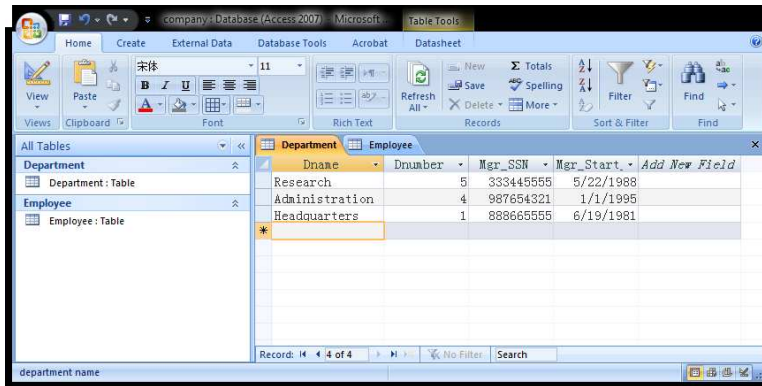 company : Database (Access 2007) Microsoft ... Table Tools
Home Create External Data Database Tools Acrobat Datasheet
宋体 11
New Σ Totals
Save Spelling
Delete More
View Paste B I U Refresh All Filter Find
Views Clipboard Font Rich Text Records Sort & Filter Find
All Tables
Department
Department : Table
Employee
Employee : Table
Department Employee
Dname Dnumber Mgr_SSN Mgr_Start_ Add New Field
Research 5 333445555 5/22/1988
Administration 4 987654321 1/1/1995
Headquarters 1 888665555 6/19/1981
Record: 4 of 4 No Filter Search
department name